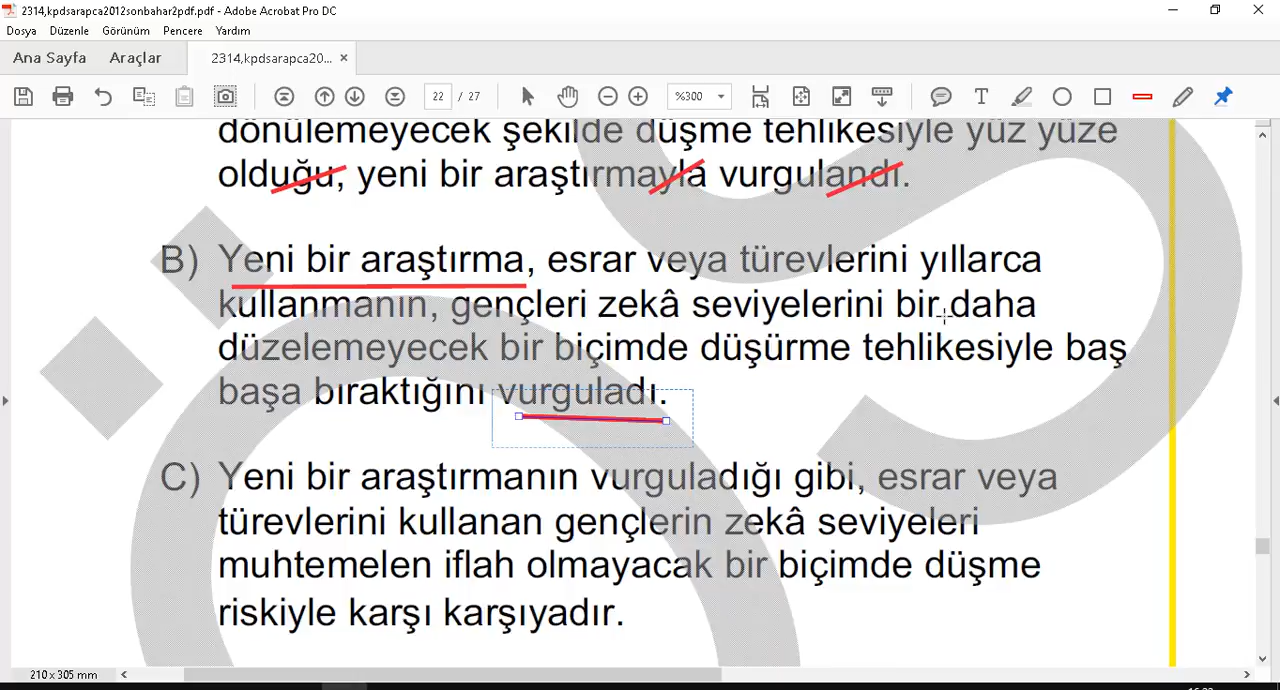 2314,kpdsarapca2012sonbahar2pdf.pdf - Adobe Acrobat Pro DC
Dosya Düzenle Görünüm Pencere Yardım
Ana Sayfa Araçlar 2314,kpdsarapca20... ×
22 / 27 %300
dönülemeyecek şekilde düşme tehlikesiyle yüz yüze
olduğu, yeni bir araştırmayla vurgulandı.
B) Yeni bir araştırma, esrar veya türevlerini yıllarca
kullanmanın, gençleri zekâ seviyelerini bir daha
düzelemeyecek bir biçimde düşürme tehlikesiyle baş
başa bıraktığını vurguladı.
C) Yeni bir araştırmanın vurguladığı gibi, esrar veya
türevlerini kullanan gençlerin zekâ seviyeleri
muhtemelen iflah olmayacak bir biçimde düşme
riskiyle karşı karşıyadır.
210 x 305 mm